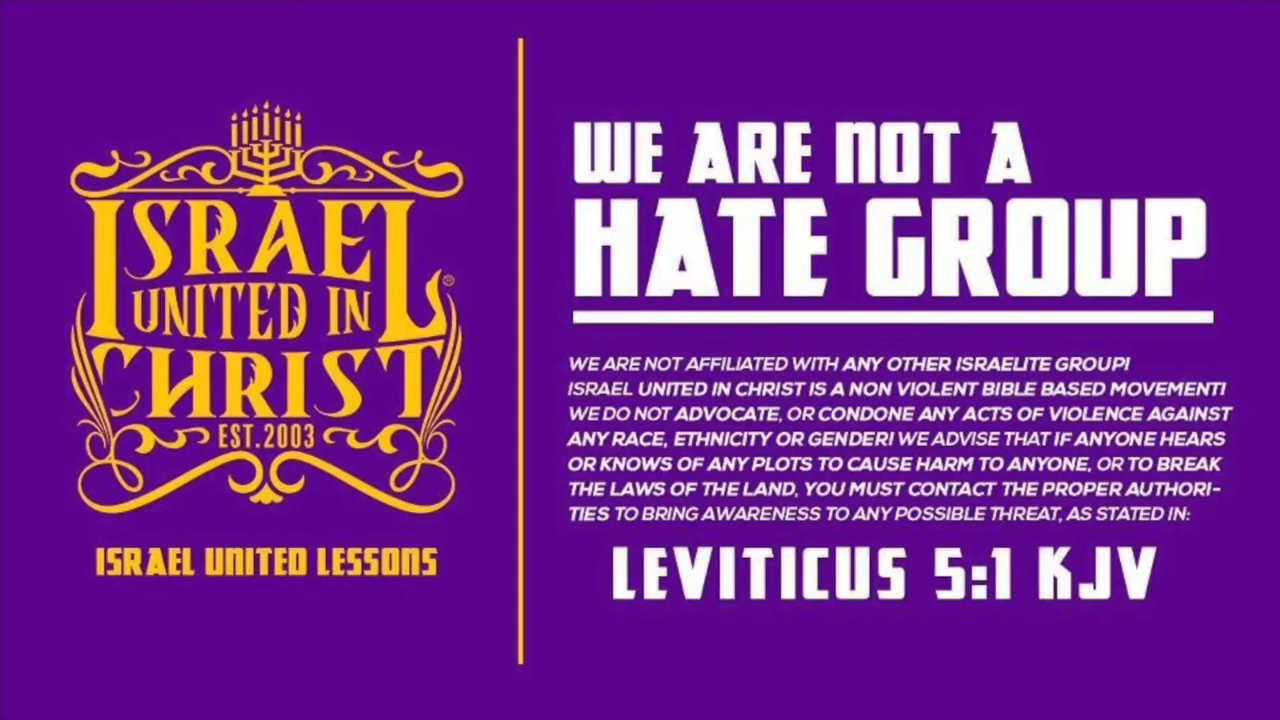 ISRAEL
UNITED IN
CHRIST®
EST.2003
ISRAEL UNITED LESSONS
WE ARE NOT A
HATE GROUP
WE ARE NOT AFFILIATED WITH ANY OTHER ISRAELITE GROUP!
ISRAEL UNITED IN CHRIST IS A NON VIOLENT BIBLE BASED MOVEMENT!
WE DO NOT ADVOCATE, OR CONDONE ANY ACTS OF VIOLENCE AGAINST
ANY RACE, ETHNICITY OR GENDER! WE ADVISE THAT IF ANYONE HEARS
OR KNOWS OF ANY PLOTS TO CAUSE HARM TO ANYONE, OR TO BREAK
THE LAWS OF THE LAND, YOU MUST CONTACT THE PROPER AUTHORI-
TIES TO BRING AWARENESS TO ANY POSSIBLE THREAT, AS STATED IN:
LEVITICUS 5:1 KJV